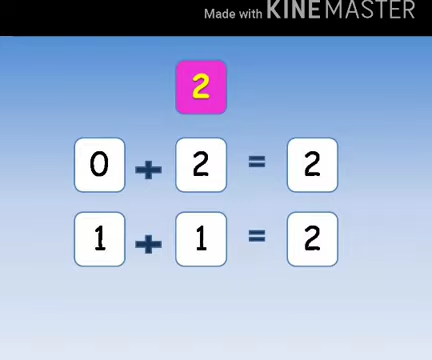 Made with KINEMASTER
2
0 + 2 = 2
1 + 1 = 2